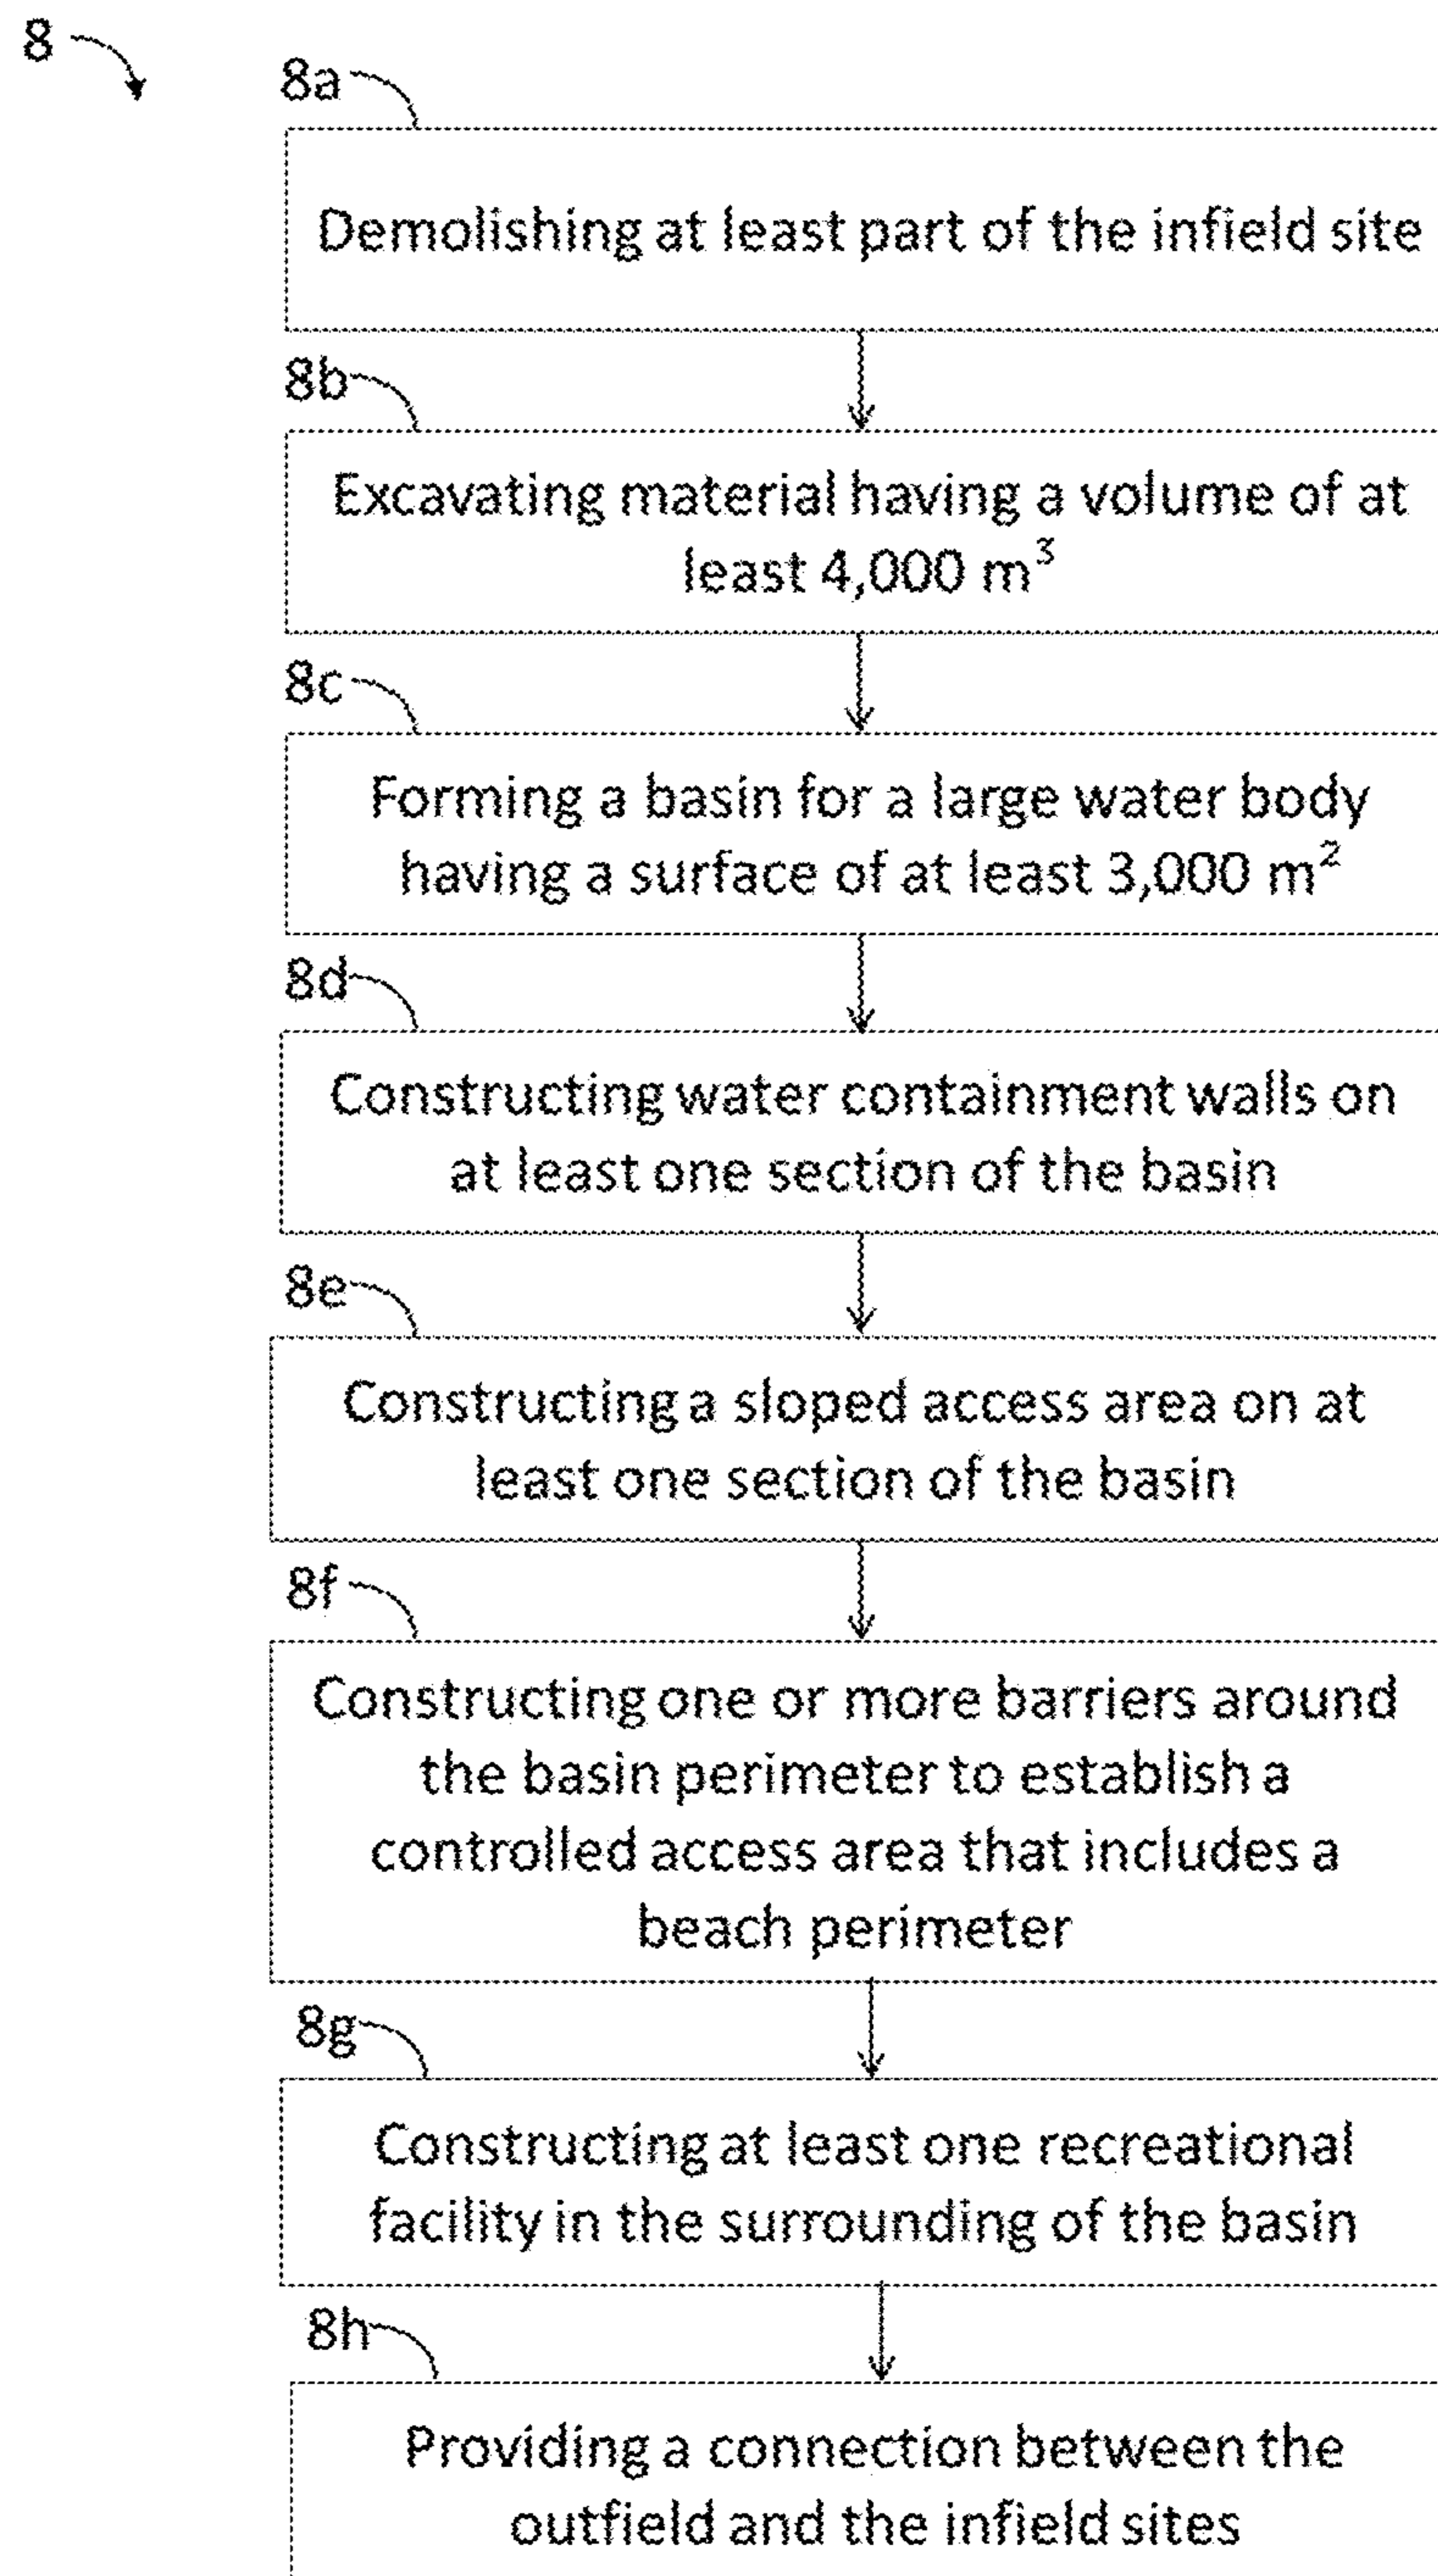 8
8a
Demolishing at least part of the infield site
8b
Excavating material having a volume of at
least 4,000 m³
8c
Forming a basin for a large water body
having a surface of at least 3,000 m²
8d
Constructing water containment walls on
at least one section of the basin
8e
Constructing a sloped access area on at
least one section of the basin
8f
Constructing one or more barriers around
the basin perimeter to establish a
controlled access area that includes a
beach perimeter
8g
Constructing at least one recreational
facility in the surrounding of the basin
8h
Providing a connection between the
outfield and the infield sites